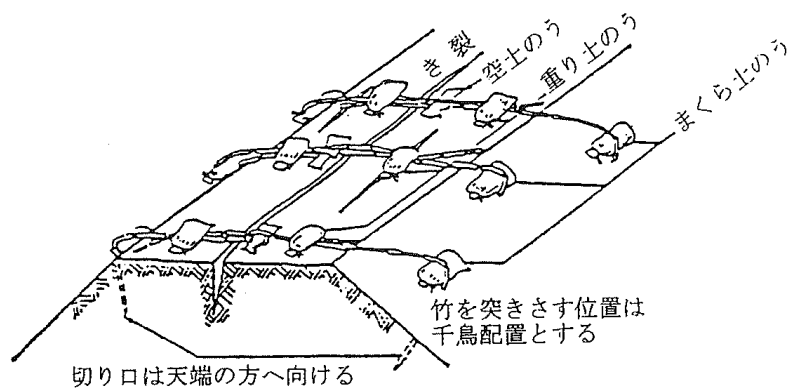 き裂
空土のう
重り土のう
まくら土のう
竹を突きさす位置は
千鳥配置とする
切り口は天端の方へ向ける